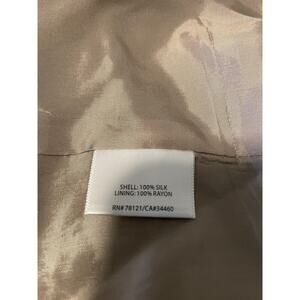 SHELL: 100% SILK
LINING: 100% RAYON
RN# 78121/CA#34460